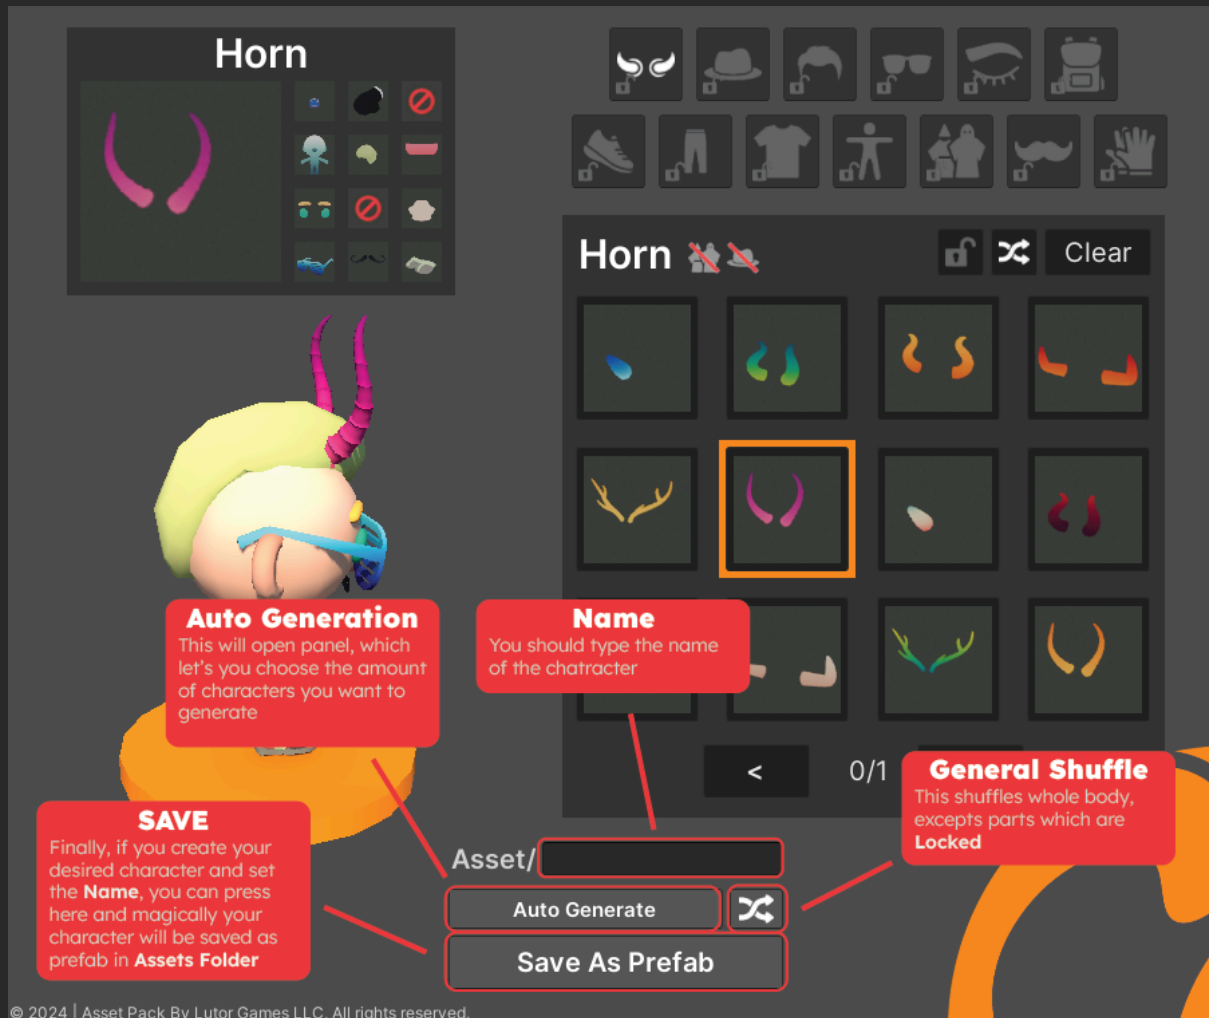 Horn
Horn
Clear
Auto Generation
This will open panel, which
let's you choose the amount
of characters you want to
generate
Name
You should type the name
of the chatracter
<
0/1
General Shuffle
This shuffles whole body,
excepts parts which are
Locked
SAVE
Finally, if you create your
desired character and set
the Name, you can press
here and magically your
character will be saved as
prefab in Assets Folder
Asset/
Auto Generate
Save As Prefab
© 2024 | Asset Pack By Lutor Games LLC. All rights reserved.